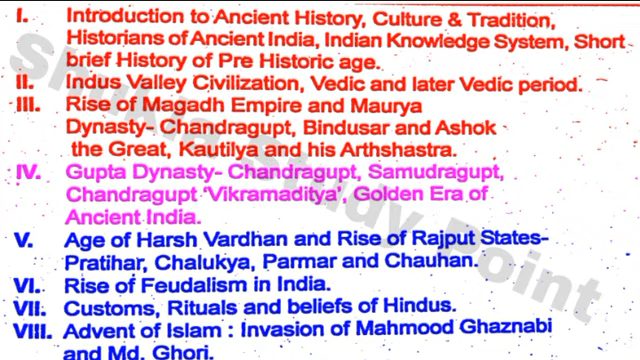 I. Introduction to Ancient History, Culture & Tradition,
Historians of Ancient India, Indian Knowledge System, Short
brief History of Pre Historic age.
II. Indus Valley Civilization, Vedic and later Vedic period.
III. Rise of Magadh Empire and Maurya
Dynasty- Chandragupt, Bindusar and Ashok
the Great, Kautilya and his Arthshastra.
IV. Gupta Dynasty- Chandragupt, Samudragupt,
Chandragupt 'Vikramaditya', Golden Era of
Ancient India.
V. Age of Harsh Vardhan and Rise of Rajput States-
Pratihar, Chalukya, Parmar and Chauhan.
VI. Rise of Feudalism in India.
VII. Customs, Rituals and beliefs of Hindus.
VIII. Advent of Islam : Invasion of Mahmood Ghaznabi
and Md. Ghori.
Shukla Study Point